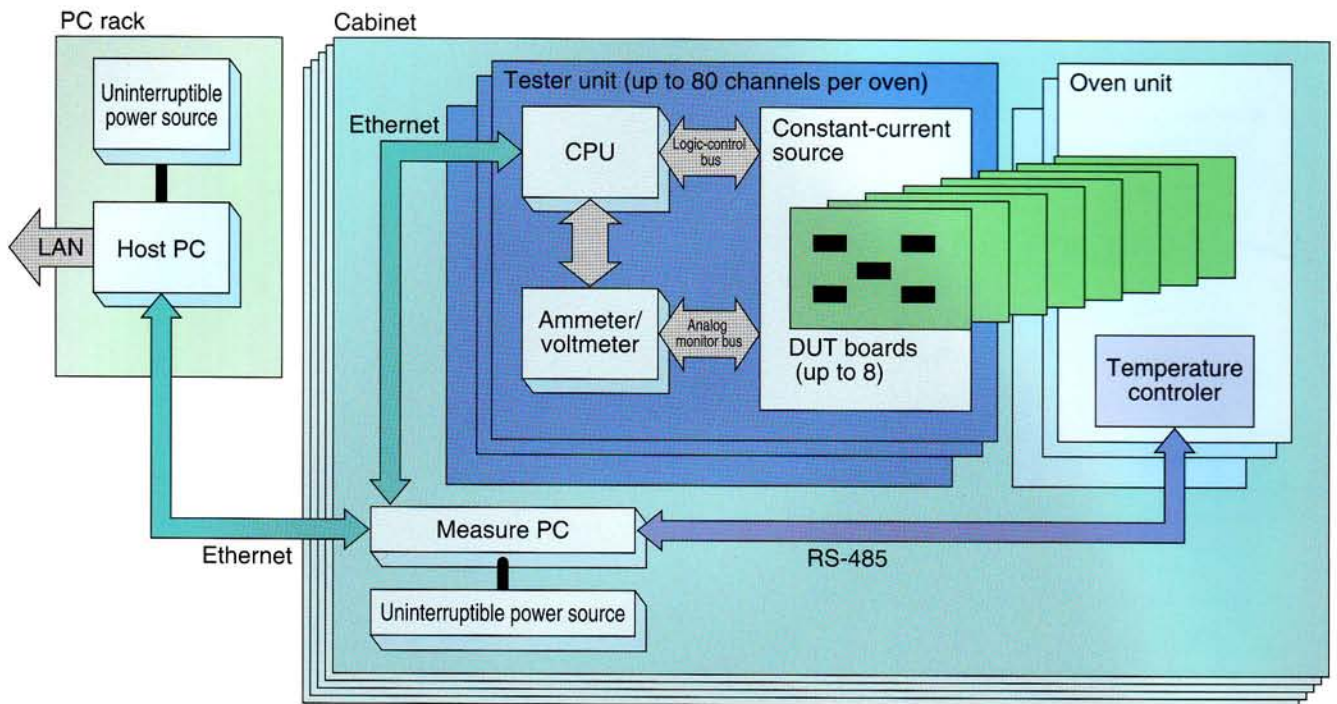 PC rack
Uninterruptible
power source
Host PC
LAN
Ethernet
Cabinet
Ethernet
Tester unit (up to 80 channels per oven)
CPU
Logic-control
bus
Constant-current
source
Ammeter/
voltmeter
Analog
monitor bus
DUT boards
(up to 8)
Oven unit
Temperature
controler
Measure PC
RS-485
Uninterruptible power source